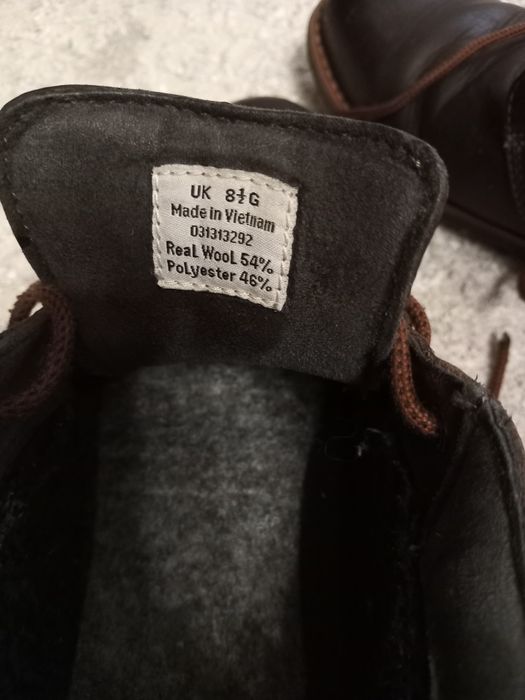 UK 8½G
Made in Vietnam
031313292
Real Wool 54%
Polyester 46%